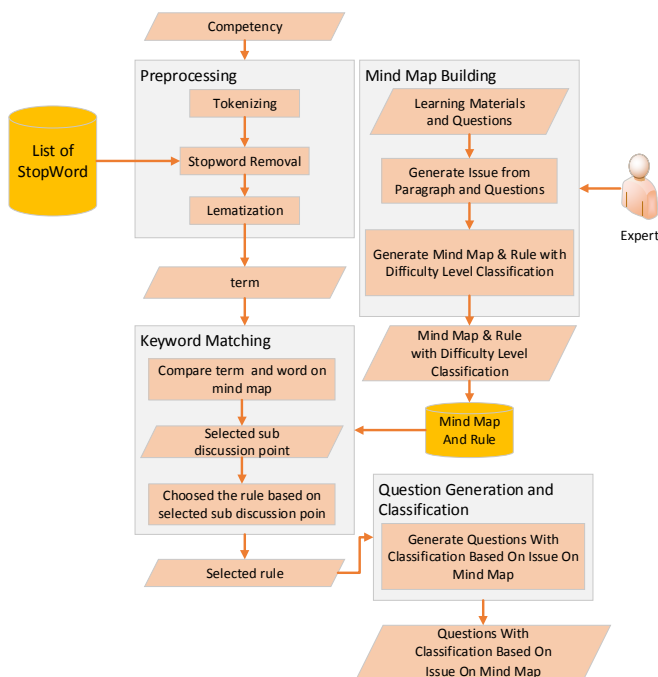 Competency
Preprocessing
Tokenizing
List of
StopWord
Stopword Removal
Lematization
term
Mind Map Building
Learning Materials
and Questions
Generate Issue from
Paragraph and Questions
Expert
Generate Mind Map & Rule with
Difficulty Level Classification
Mind Map & Rule
with Difficulty Level
Classification
Mind Map
And Rule
Keyword Matching
Compare term and word on
mind map
Selected sub
discussion point
Choosed the rule based on
selected sub discussion poin
Selected rule
Question Generation and
Classification
Generate Questions With
Classification Based On Issue On
Mind Map
Questions With
Classification Based On
Issue On Mind Map